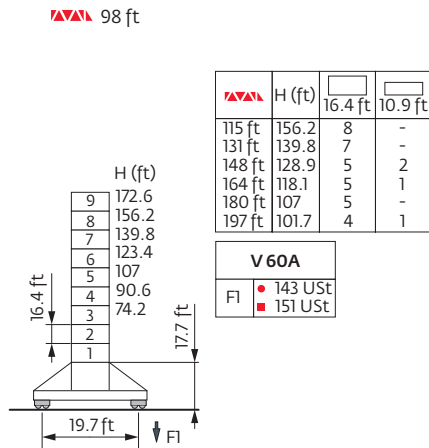 98 ft
H (ft) 16.4 ft 10.9 ft
115 ft 156.2 8 -
131 ft 139.8 7 -
148 ft 128.9 5 2
164 ft 118.1 5 1
180 ft 107 5 -
197 ft 101.7 4 1
V 60A
F1 ● 143 USt
■ 151 USt
H (ft)
9 172.6
8 156.2
7 139.8
6 123.4
5 107
4 90.6
3 74.2
2
1
16.4 ft
17.7 ft
19.7 ft
F1